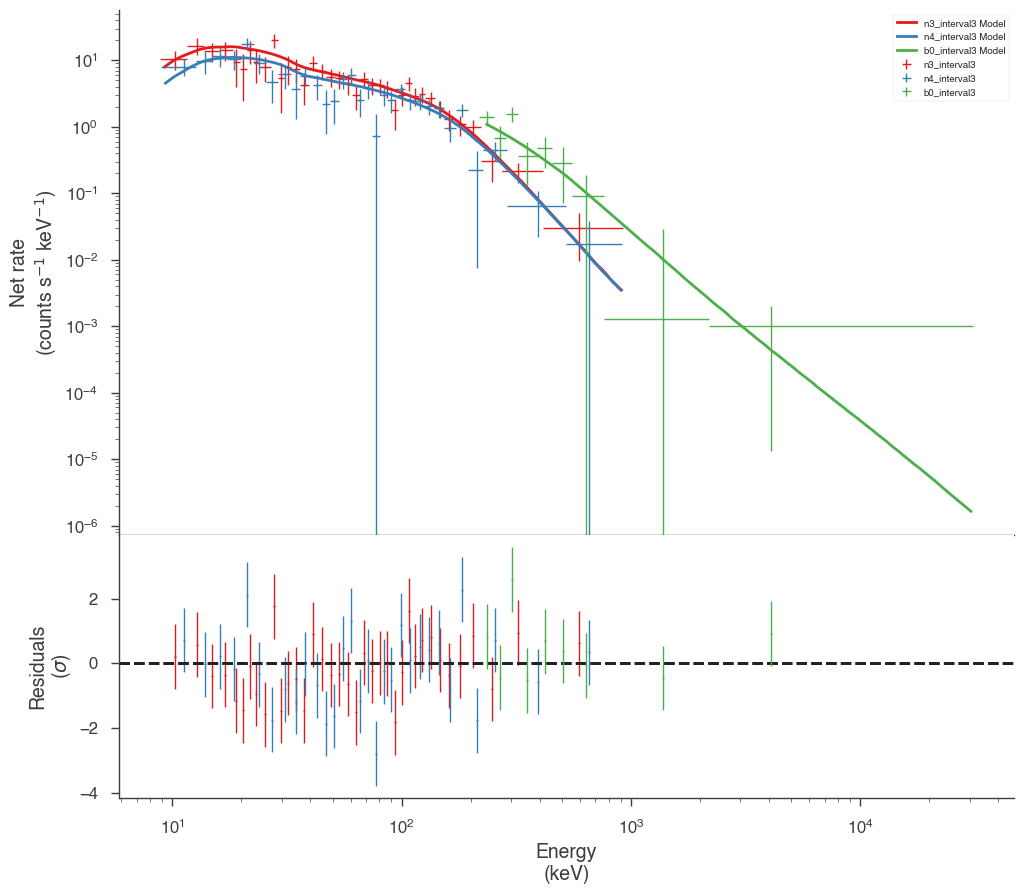 n3_interval3 Model
n4_interval3 Model
b0_interval3 Model
n3_interval3
n4_interval3
b0_interval3
Net rate
(counts s⁻¹ keV⁻¹)
10¹
10⁰
10⁻¹
10⁻²
10⁻³
10⁻⁴
10⁻⁵
10⁻⁶
Residuals
(σ)
2
0
−2
−4
10¹ 10² 10³ 10⁴
Energy
(keV)